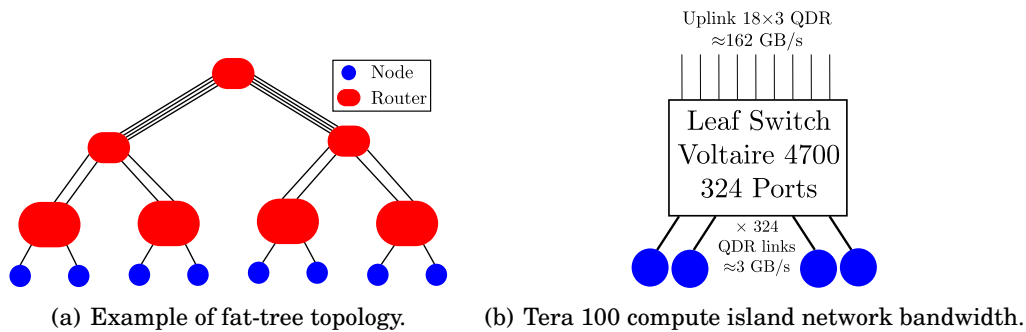 Node
Router
(a) Example of fat-tree topology.
Uplink 18×3 QDR
≈162 GB/s
Leaf Switch
Voltaire 4700
324 Ports
× 324
QDR links
≈3 GB/s
(b) Tera 100 compute island network bandwidth.